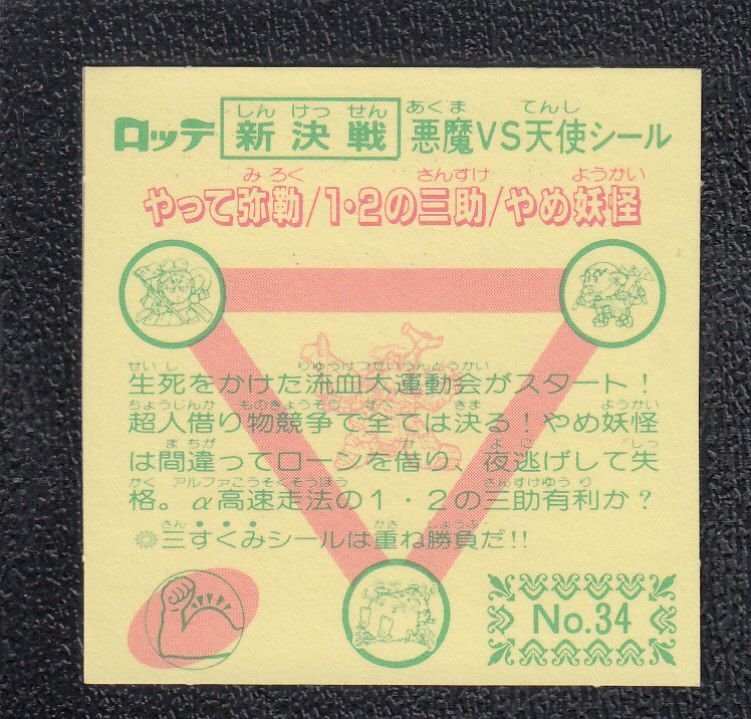 しん けっ せん あくま てんし
ロッテ 新決戦 悪魔VS天使シール
み ろく さんすけ ようかい
やって弥勒/1・2の三助/やめ妖怪
せい し りゅうけつだいうんどうかい
生死をかけた流血大運動会がスタート!
ちょうじんか ものきょうそう すべ きま ようかい
超人借り物競争で全ては決る!やめ妖怪
ま ちが か よ に しっ
は間違ってローンを借り、夜逃げして失
かく アルファこうそくそうほう さんすけゆう り
格。α高速走法の1・2の三助有利か?
さん かさ しょうぶ
三すくみシールは重ね勝負だ!!
No.34